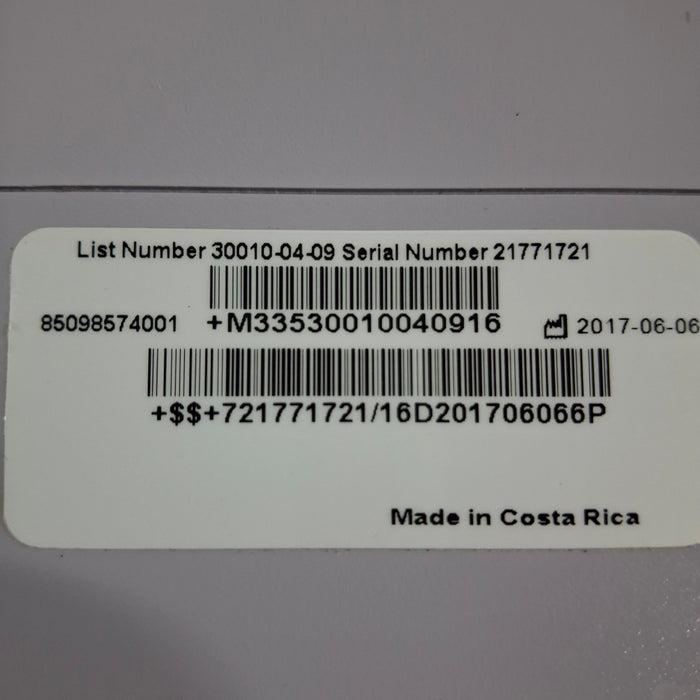 List Number 30010-04-09 Serial Number 21771721
85098574001 +M33530010040916 2017-06-06
+$$+721771721/16D201706066P
Made in Costa Rica